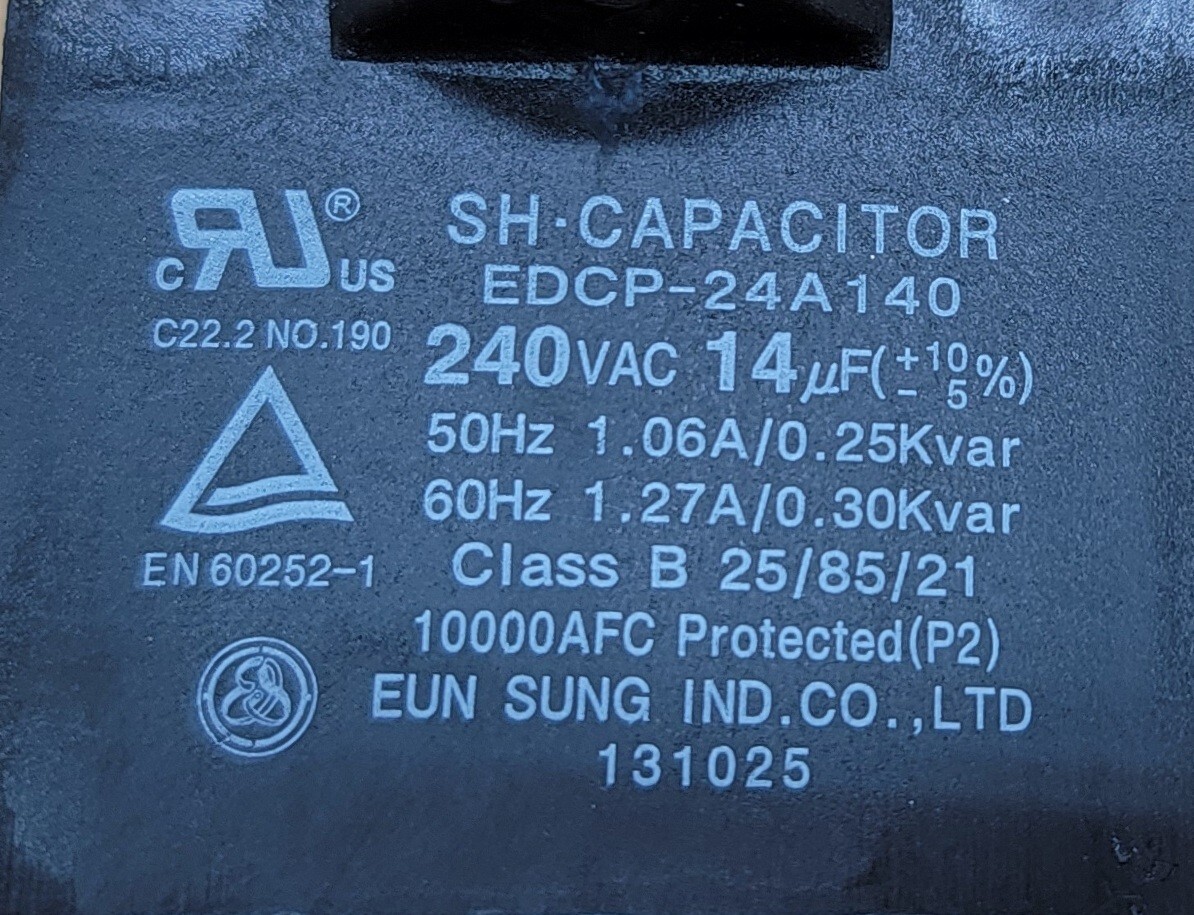 SH·CAPACITOR
EDCP-24A140
240VAC 14µF(+10 -5%)
50Hz 1.06A/0.25Kvar
60Hz 1.27A/0.30Kvar
Class B 25/85/21
10000AFC Protected(P2)
EUN SUNG IND.CO.,LTD
131025
RU®
C US
C22.2 NO.190
EN 60252-1